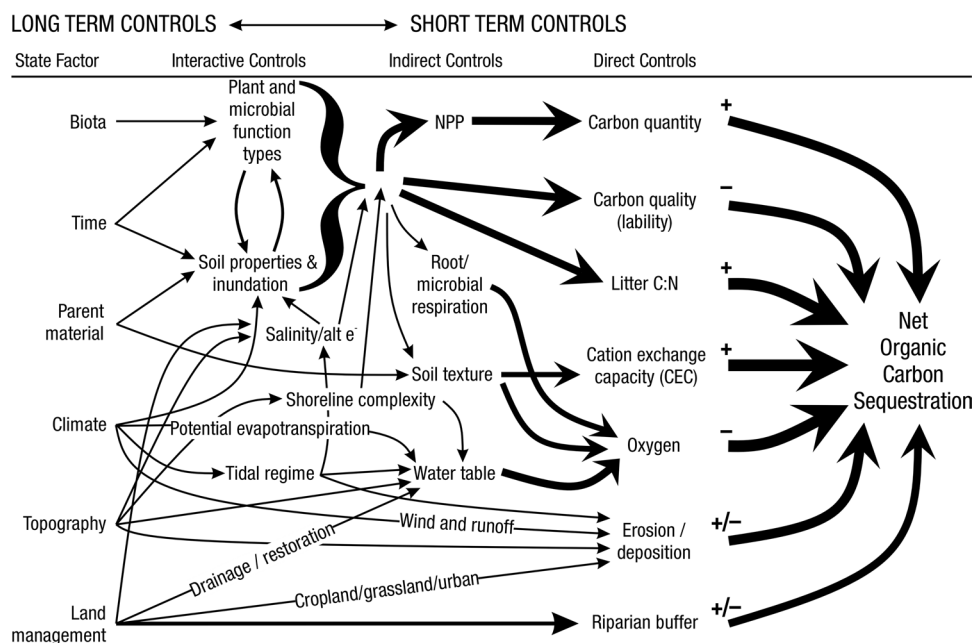 LONG TERM CONTROLS
SHORT TERM CONTROLS
State Factor
Interactive Controls
Indirect Controls
Direct Controls
Biota
Plant and
microbial
function
types
NPP
Carbon quantity
+
Carbon quality
(lability)
–
Time
Soil properties &
inundation
Root/
microbial
respiration
Litter C:N
+
Parent
material
Salinity/alt e-
Soil texture
Cation exchange
capacity (CEC)
+
Net
Organic
Carbon
Sequestration
Shoreline complexity
Climate
Potential evapotranspiration
Oxygen
–
Tidal regime
Water table
Topography
Wind and runoff
Erosion /
deposition
+/–
Drainage / restoration
Cropland/grassland/urban
Land
management
Riparian buffer
+/–